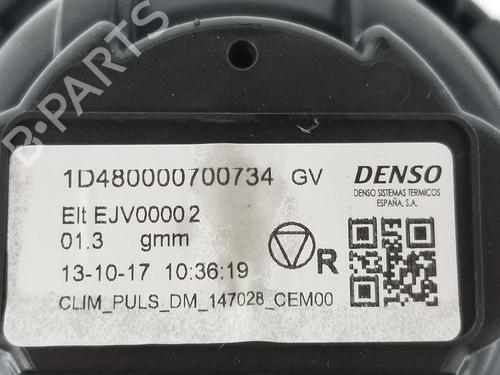 1D480000700734 GV
DENSO
DENSO SISTEMAS TERMICOS
ESPAÑA, S.A.
Elt EJV00002
01.3 gmm
R
13-10-17 10:36:19
CLIM_PULS_DM_147028_CEM00
B-PARTS